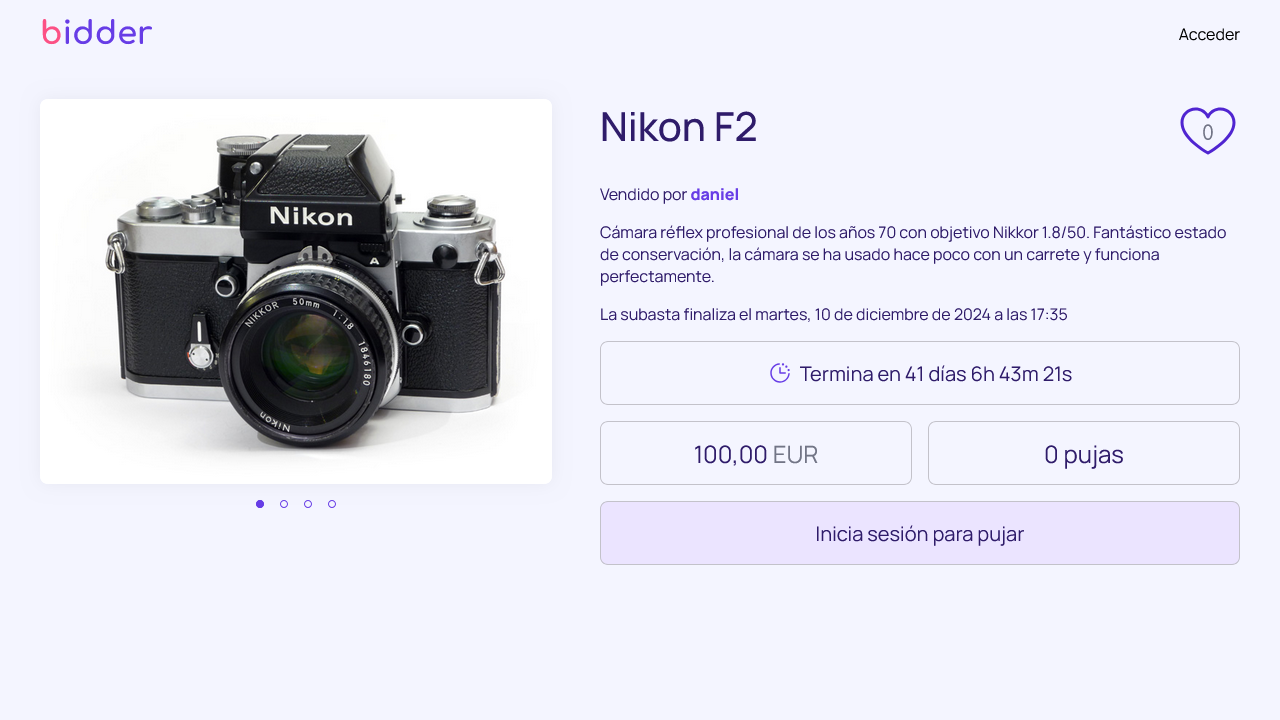 bidder
Acceder
Nikon
A
NIKKOR 50mm 1:1.8 1846180
Nikon
Nikon F2
0
Vendido por daniel
Cámara réflex profesional de los años 70 con objetivo Nikkor 1.8/50. Fantástico estado
de conservación, la cámara se ha usado hace poco con un carrete y funciona
perfectamente.
La subasta finaliza el martes, 10 de diciembre de 2024 a las 17:35
Termina en 41 días 6h 43m 21s
100,00 EUR
0 pujas
Inicia sesión para pujar